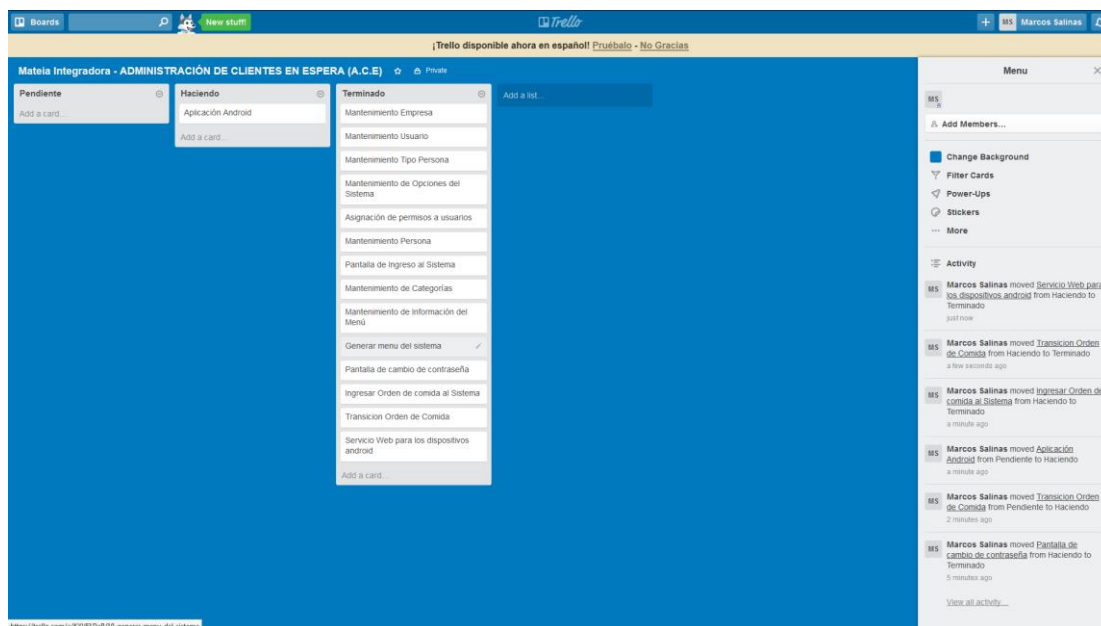 Boards
New stuff!
Trello
MS Marcos Salinas
¡Trello disponible ahora en español! Pruébalo - No Gracias
Mateia Integradora - ADMINISTRACIÓN DE CLIENTES EN ESPERA (A.C.E)
Private
Pendiente
Add a card...
Haciendo
Aplicación Android
Add a card...
Terminado
Mantenimiento Empresa
Mantenimiento Usuario
Mantenimiento Tipo Persona
Mantenimiento de Opciones del
Sistema
Asignación de permisos a usuarios
Mantenimiento Persona
Pantalla de Ingreso al Sistema
Mantenimiento de Categorías
Mantenimiento de Información del
Menú
Generar menu del sistema
Pantalla de cambio de contraseña
Ingresar Orden de comida al Sistema
Transicion Orden de Comida
Servicio Web para los dispositivos
android
Add a card...
Add a list...
Menu
MS
Add Members...
Change Background
Filter Cards
Power-Ups
Stickers
More
Activity
MS Marcos Salinas moved Servicio Web para
los dispositivos android from Haciendo to
Terminado
just now
MS Marcos Salinas moved Transicion Orden
de Comida from Haciendo to Terminado
a few seconds ago
MS Marcos Salinas moved Ingresar Orden de
comida al Sistema from Haciendo to
Terminado
a minute ago
MS Marcos Salinas moved Aplicación
Android from Pendiente to Haciendo
a minute ago
MS Marcos Salinas moved Transicion Orden
de Comida from Pendiente to Haciendo
2 minutes ago
MS Marcos Salinas moved Pantalla de
cambio de contraseña from Haciendo to
Terminado
5 minutes ago
View all activity...